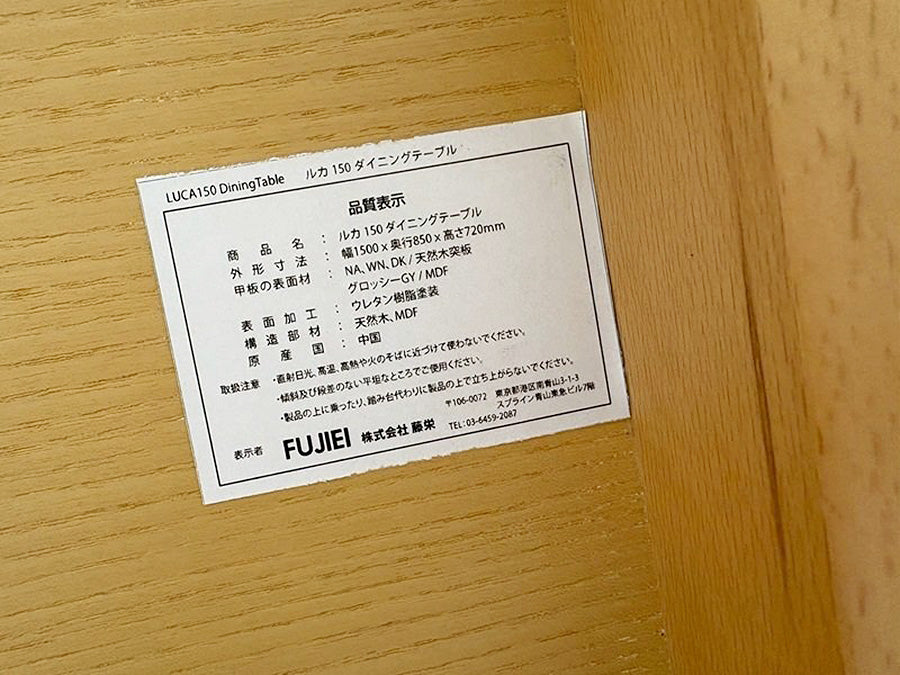 LUCA150 DiningTable ルカ 150 ダイニングテーブル
品質表示
商品名 : ルカ 150 ダイニングテーブル
外形寸法 : 幅1500 x 奥行850 x 高さ720mm
甲板の表面材 : NA、WN、DK / 天然木突板
グロッシーGY / MDF
表面加工 : ウレタン樹脂塗装
構造部材 : 天然木、MDF
原産国 : 中国
取扱注意 ・直射日光、高温、高熱や火のそばに近づけて使わないでください。
・傾斜及び段差のない平坦なところでご使用ください。
・製品の上に乗ったり、踏み台代わりに製品の上で立ち上がらないでください。
表示者 FUJIEI 株式会社 藤栄
〒106-0072 東京都港区南青山3-1-3
スプライン青山東急ビル7階
TEL:03-6459-2087